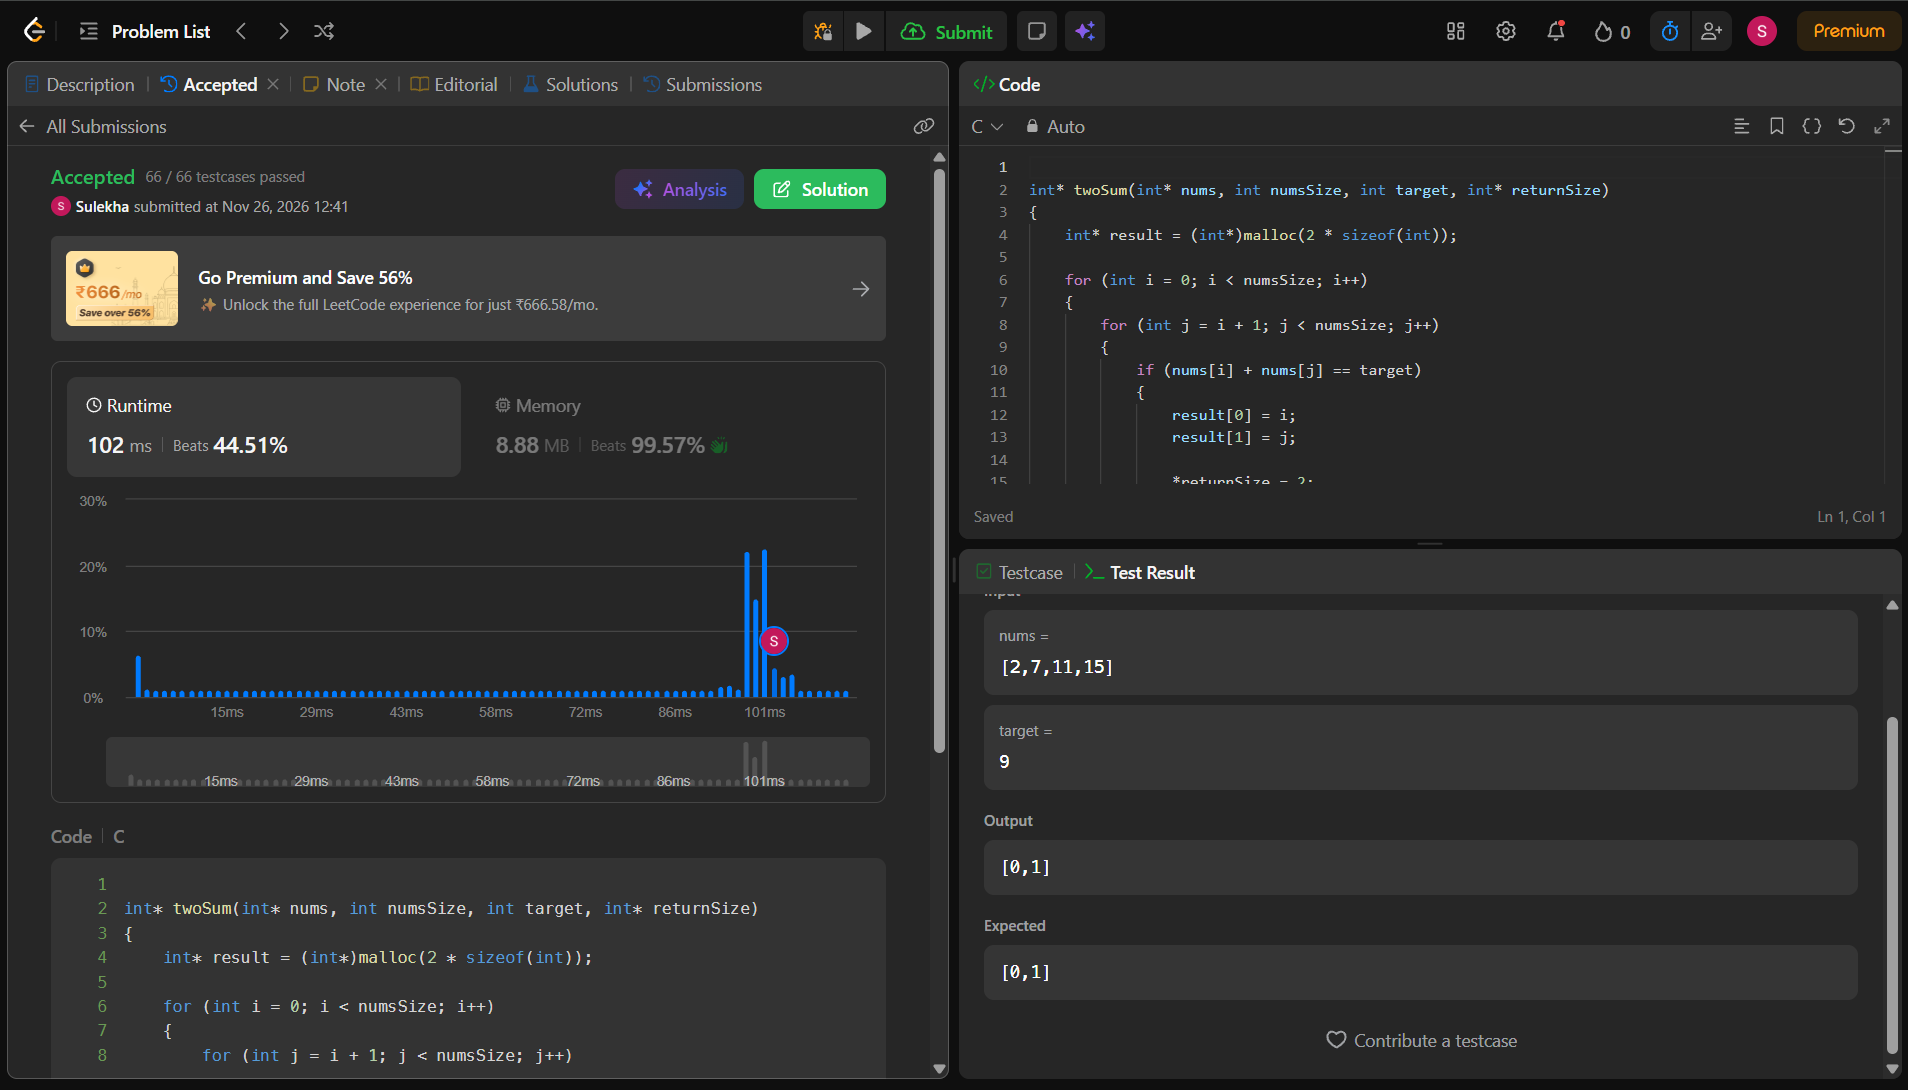 Problem List
Submit
0
S
Premium
Description
Accepted
Note
Editorial
Solutions
Submissions
All Submissions
Accepted 66 / 66 testcases passed
S Sulekha submitted at Nov 26, 2026 12:41
Analysis
Solution
₹666/mo
Save over 56%
Go Premium and Save 56%
Unlock the full LeetCode experience for just ₹666.58/mo.
Runtime
102 ms Beats 44.51%
Memory
8.88 MB Beats 99.57%
30%
20%
10%
0%
S
15ms 29ms 43ms 58ms 72ms 86ms 101ms
15ms 29ms 43ms 58ms 72ms 86ms 101ms
Code C
1
2 int* twoSum(int* nums, int numsSize, int target, int* returnSize)
3 {
4 int* result = (int*)malloc(2 * sizeof(int));
5
6 for (int i = 0; i < numsSize; i++)
7 {
8 for (int j = i + 1; j < numsSize; j++)
</> Code
C Auto
1
2 int* twoSum(int* nums, int numsSize, int target, int* returnSize)
3 {
4 int* result = (int*)malloc(2 * sizeof(int));
5
6 for (int i = 0; i < numsSize; i++)
7 {
8 for (int j = i + 1; j < numsSize; j++)
9 {
10 if (nums[i] + nums[j] == target)
11 {
12 result[0] = i;
13 result[1] = j;
14
15 *returnSize = 2;
Saved
Ln 1, Col 1
Testcase
Test Result
Input
nums =
[2,7,11,15]
target =
9
Output
[0,1]
Expected
[0,1]
Contribute a testcase